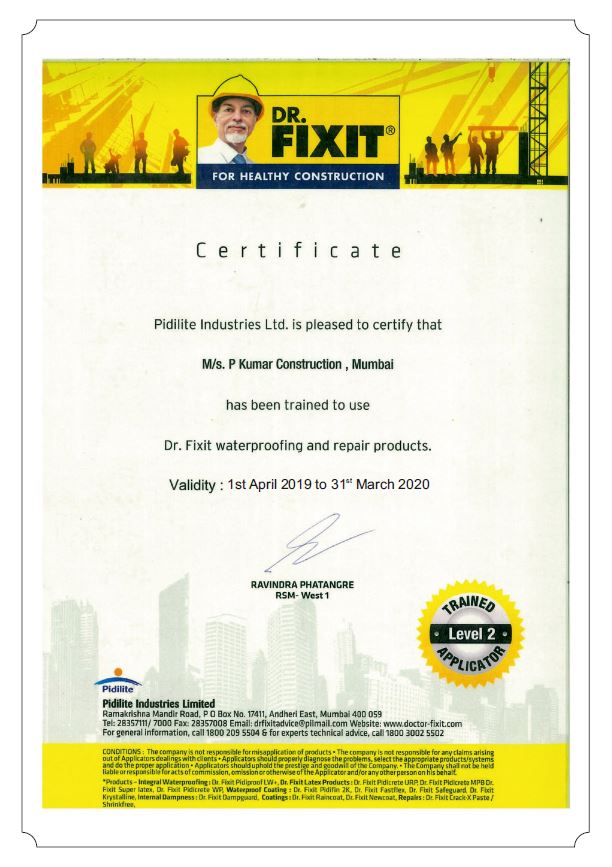 DR.
FIXIT®
FOR HEALTHY CONSTRUCTION
Certificate
Pidilite Industries Ltd. is pleased to certify that
M/s. P Kumar Construction , Mumbai
has been trained to use
Dr. Fixit waterproofing and repair products.
Validity : 1st April 2019 to 31st March 2020
RAVINDRA PHATANGRE
RSM- West 1
TRAINED
Level 2
APPLICATOR
Pidilite
Pidilite Industries Limited
Ramakrishna Mandir Road, P O Box No. 17411, Andheri East, Mumbai 400 059
Tel: 28357111/ 7000 Fax: 28357008 Email: drfixitadvice@pilmail.com Website: www.doctor-fixit.com
For general information, call 1800 209 5504 & for experts technical advice, call 1800 3002 5502
CONDITIONS : The company is not responsible for misapplication of products • The company is not responsible for any claims arising
out of Applicators dealings with clients • Applicators should properly diagnose the problems, select the appropriate products/systems
and do the proper application • Applicators should uphold the prestige and goodwill of the Company. • The Company shall not be held
liable or responsible for acts of commission, omission or otherwise of the Applicator and/or any other person on his behalf.
*Products – Integral Waterproofing : Dr. Fixit Pidiproof LW+, Dr. Fixit Latex Products : Dr. Fixit Pidicrete URP, Dr. Fixit Pidicrete MPB Dr.
Fixit Super latex, Dr. Fixit Pidicrete WP, Waterproof Coating : Dr. Fixit Pidifin 2K, Dr. Fixit Fastflex, Dr. Fixit Safeguard, Dr. Fixit
Krystalline, Internal Dampness : Dr. Fixit Dampguard, Coatings : Dr. Fixit Raincoat, Dr. Fixit Newcoat, Repairs : Dr. Fixit Crack-X Paste /
Shrinkfree,